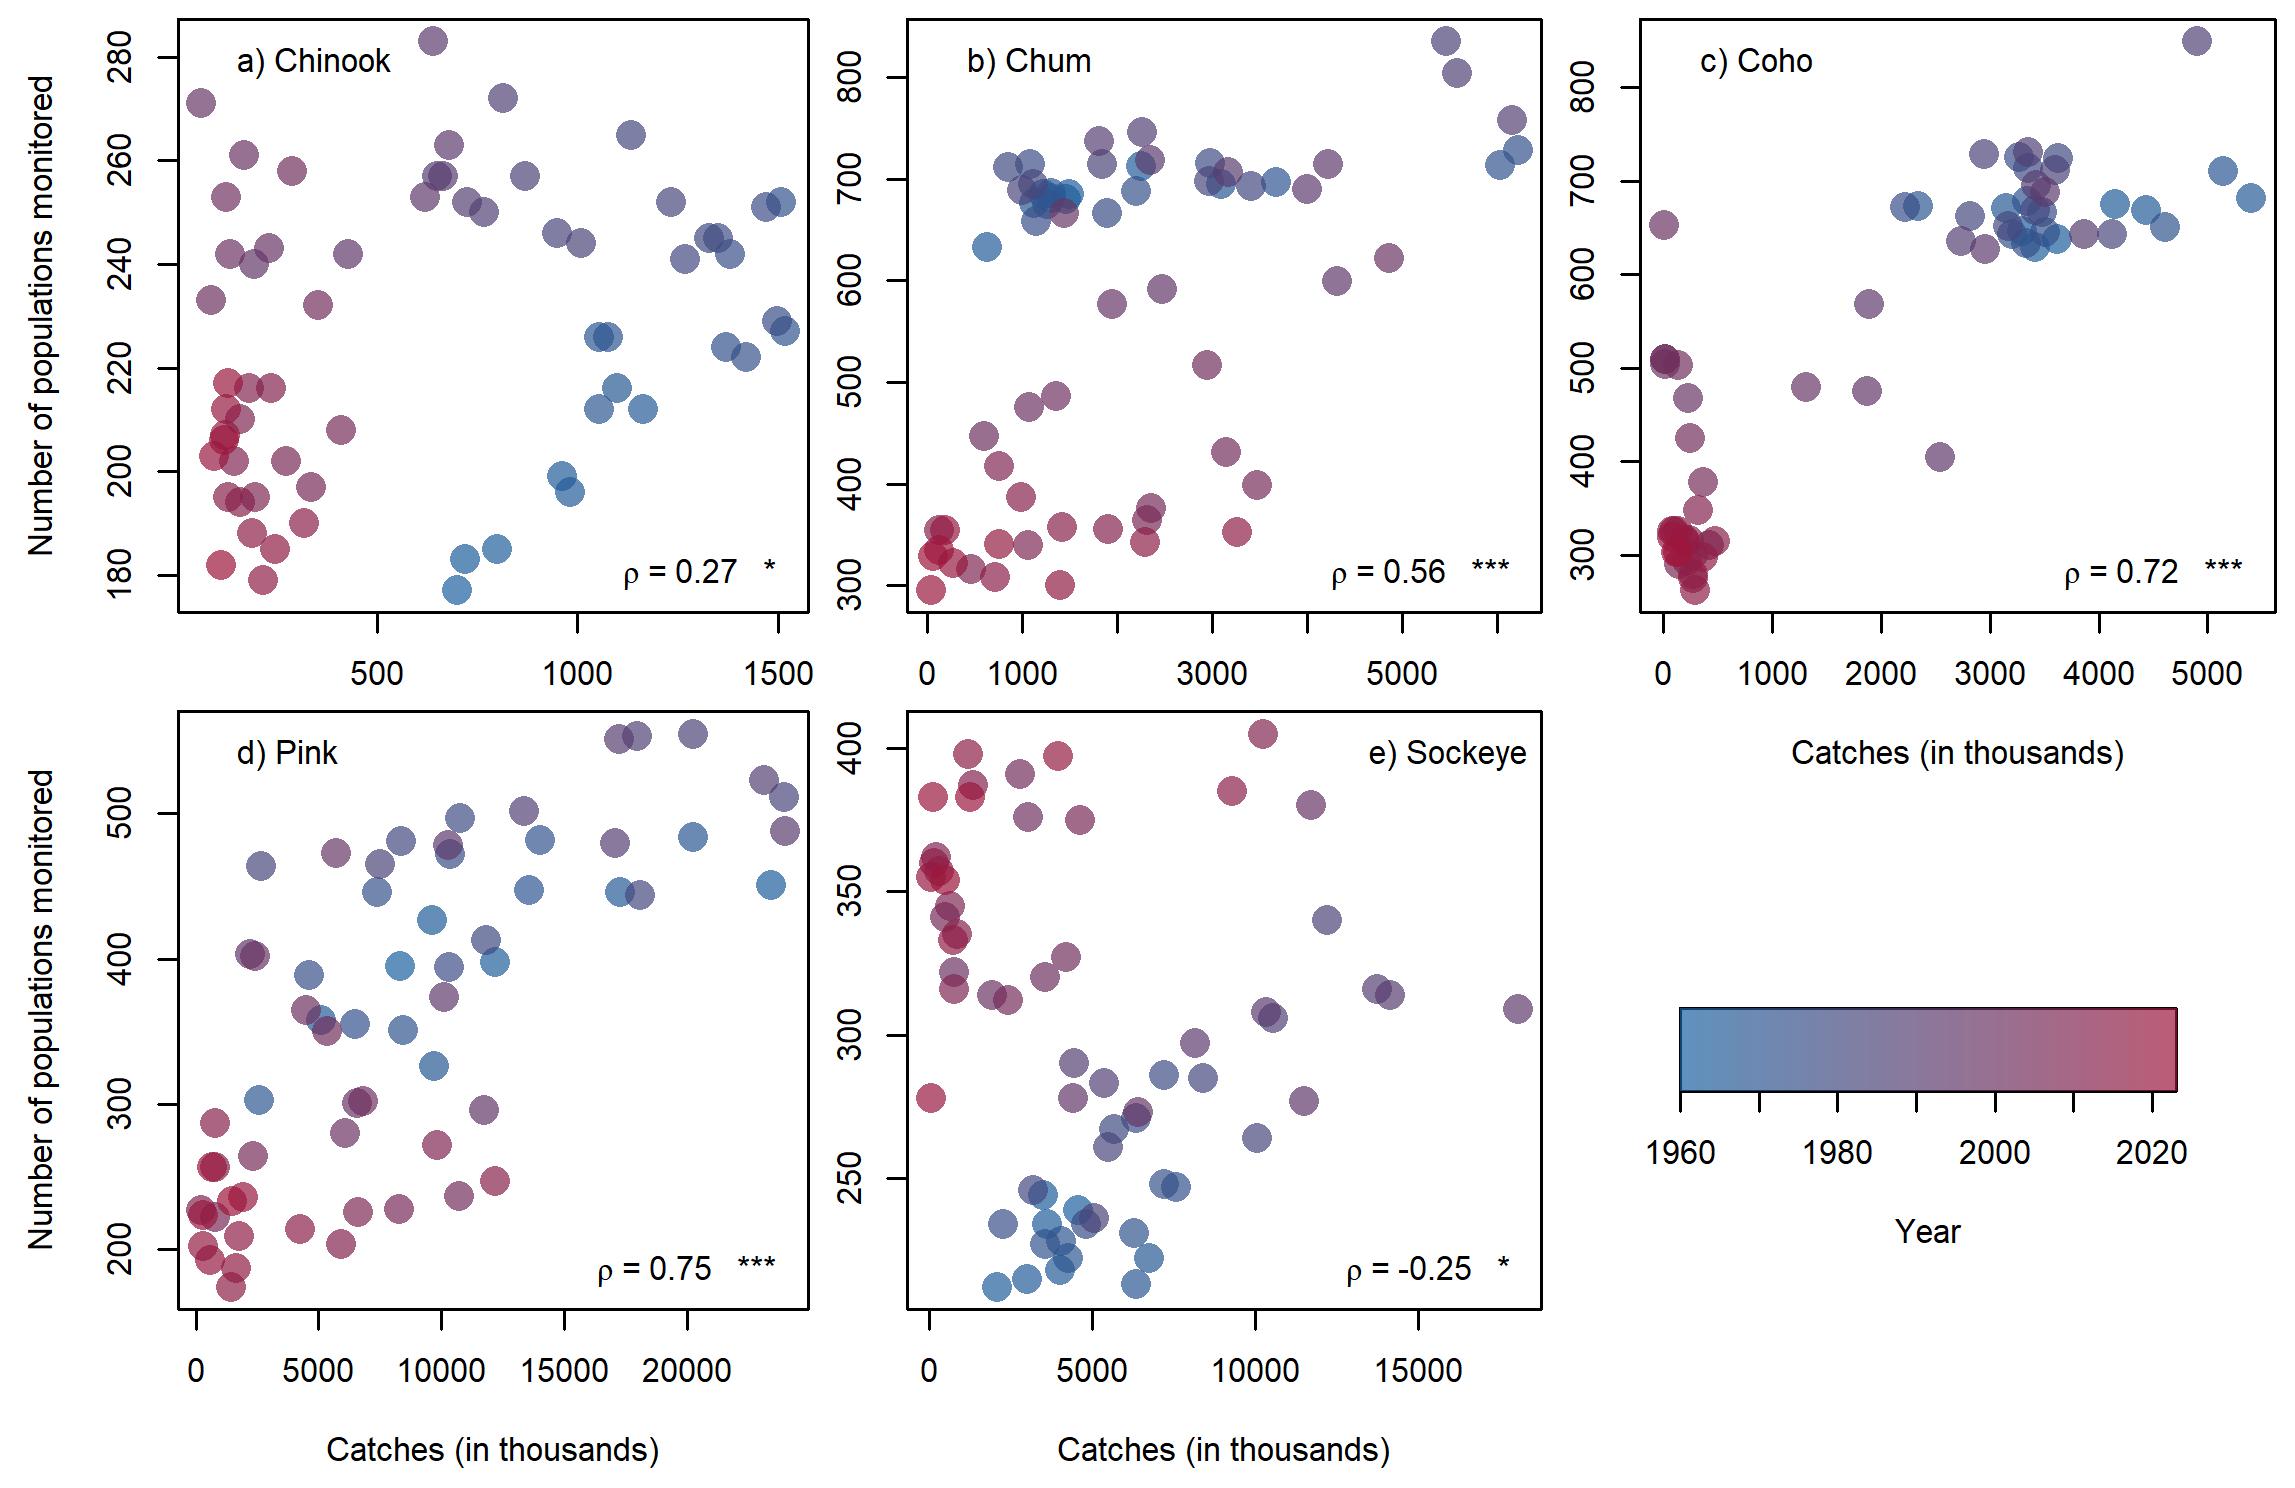 a) Chinook
Number of populations monitored
280
260
240
220
200
180
ρ = 0.27 *
500 1000 1500
b) Chum
800
700
600
500
400
300
ρ = 0.56 ***
0 1000 3000 5000
c) Coho
800
700
600
500
400
300
ρ = 0.72 ***
0 1000 2000 3000 4000 5000
Catches (in thousands)
d) Pink
Number of populations monitored
500
400
300
200
ρ = 0.75 ***
0 5000 10000 15000 20000
Catches (in thousands)
e) Sockeye
400
350
300
250
ρ = -0.25 *
0 5000 10000 15000
Catches (in thousands)
1960 1980 2000 2020
Year